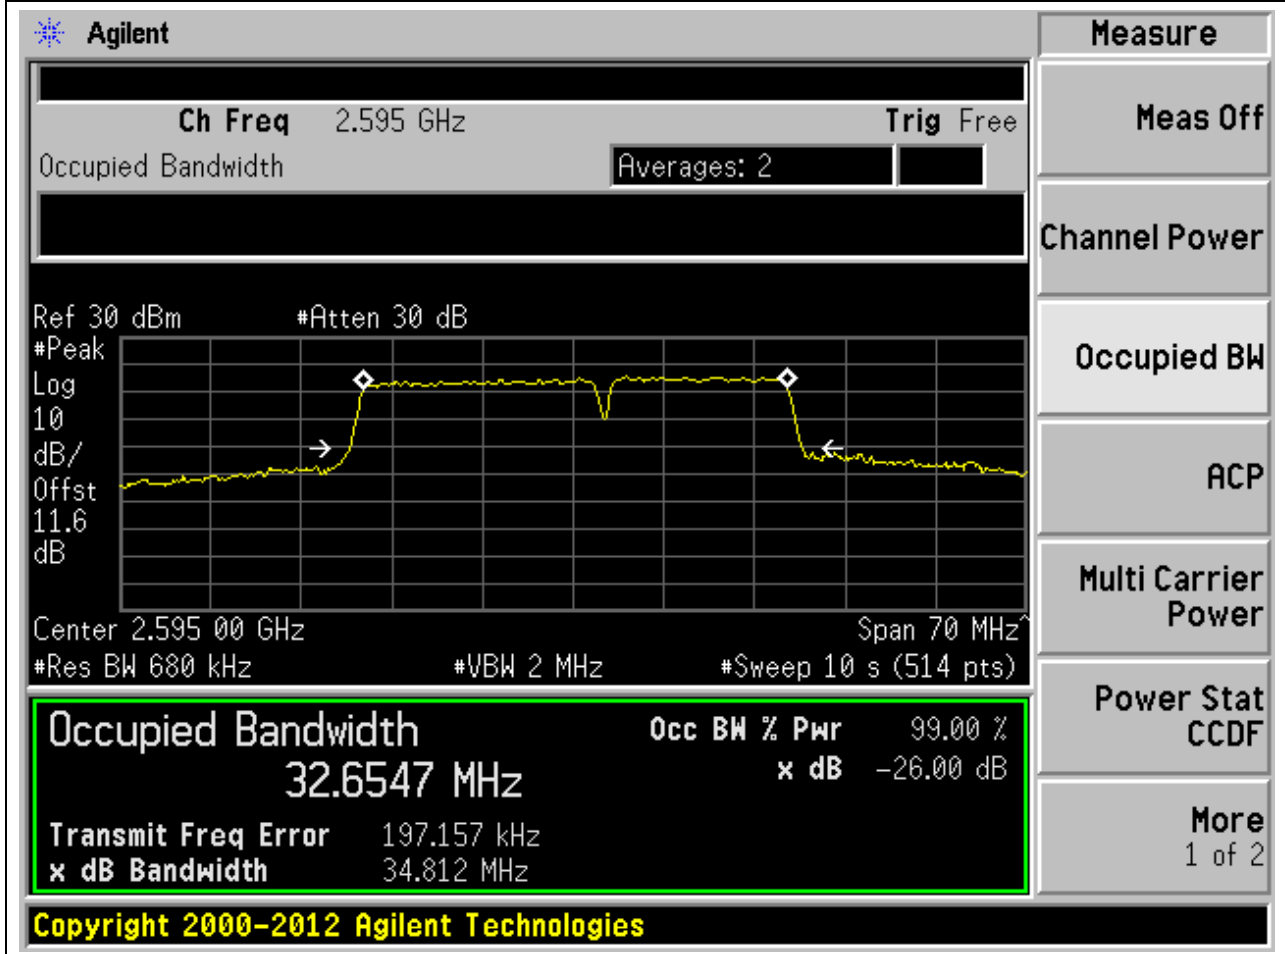 Agilent
Measure
Ch Freq 2.595 GHz Trig Free
Occupied Bandwidth Averages: 2
Meas Off
Channel Power
Occupied BW
ACP
Multi Carrier
Power
Power Stat
CCDF
More
1 of 2
Ref 30 dBm #Atten 30 dB
#Peak
Log
10
dB/
Offst
11.6
dB
Center 2.595 00 GHz Span 70 MHz^
#Res BW 680 kHz #VBW 2 MHz #Sweep 10 s (514 pts)
Occupied Bandwidth Occ BW % Pwr 99.00 %
32.6547 MHz x dB -26.00 dB
Transmit Freq Error 197.157 kHz
x dB Bandwidth 34.812 MHz
Copyright 2000-2012 Agilent Technologies